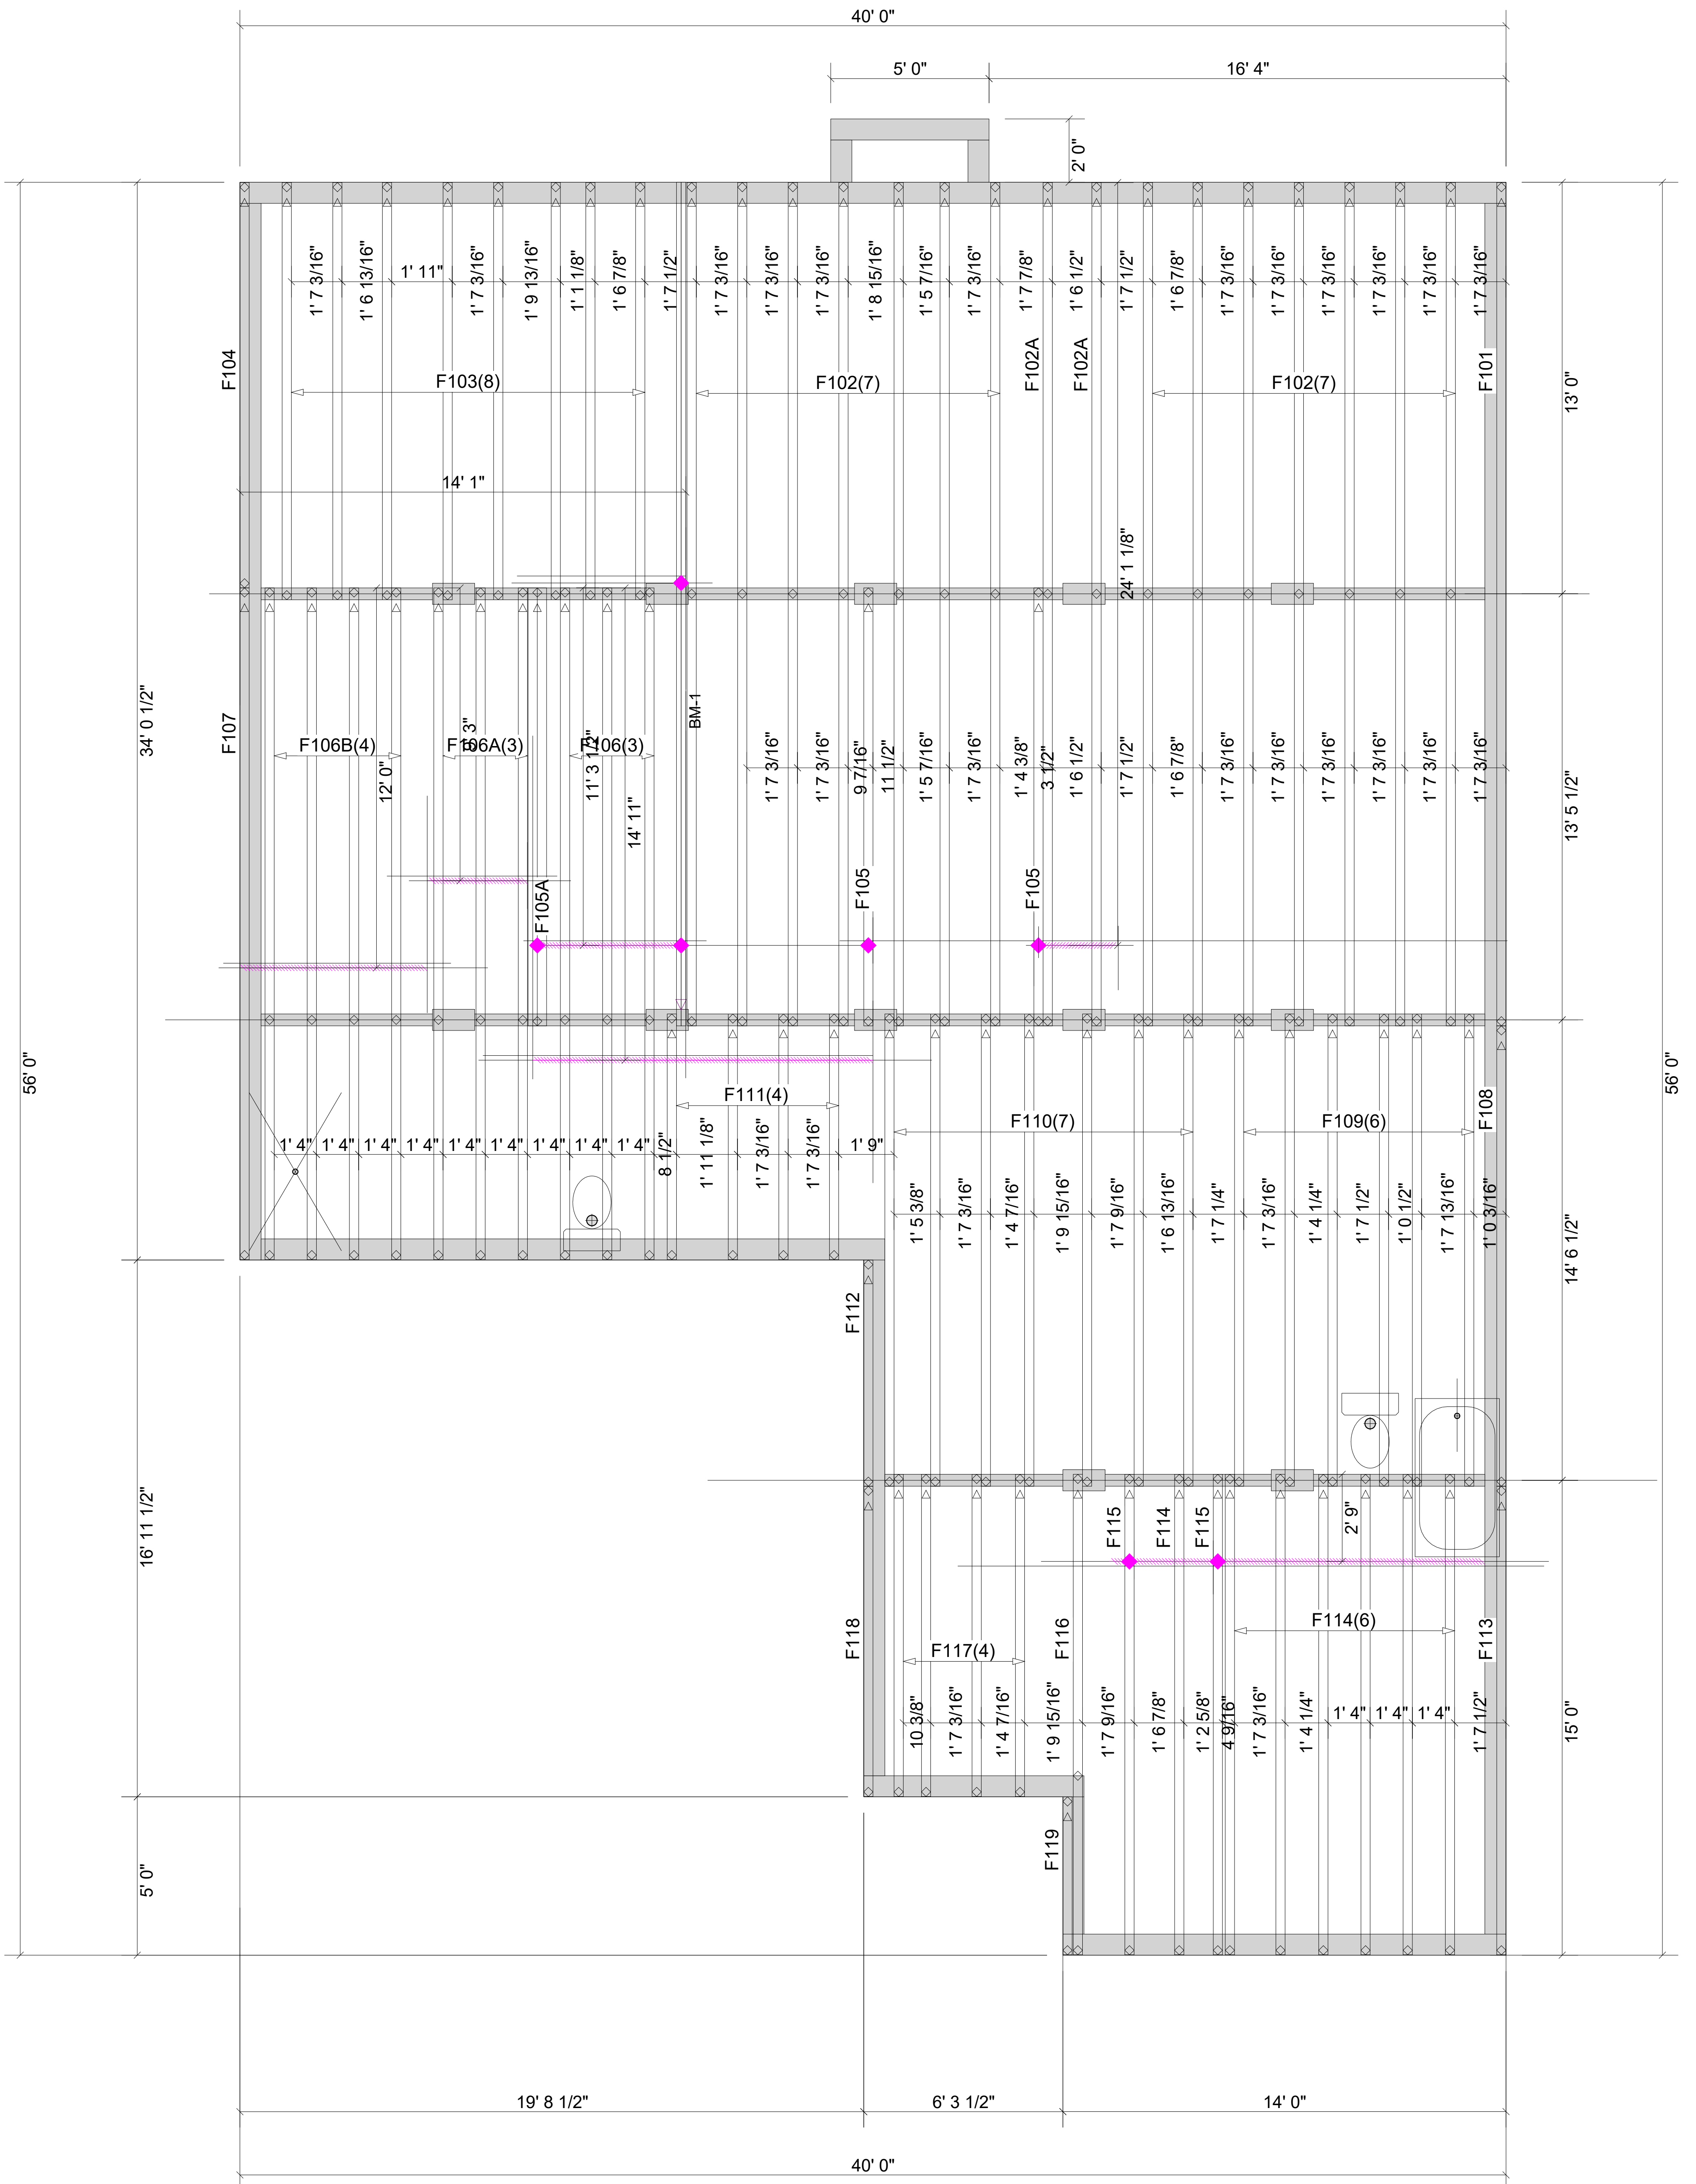 40' 0"
5' 0"
16' 4"
2' 0"
1' 7 3/16"
1' 6 13/16"
1' 11"
1' 7 3/16"
1' 9 13/16"
1' 1 1/8"
1' 6 7/8"
1' 7 1/2"
1' 7 3/16"
1' 7 3/16"
1' 7 3/16"
1' 8 15/16"
1' 5 7/16"
1' 7 3/16"
1' 7 7/8"
1' 6 1/2"
1' 7 1/2"
1' 6 7/8"
1' 7 3/16"
1' 7 3/16"
1' 7 3/16"
1' 7 3/16"
1' 7 3/16"
1' 7 3/16"
F104
F103(8)
F102(7)
F102A
F102A
F102(7)
F101
13' 0"
14' 1"
24' 1 1/8"
34' 0 1/2"
F107
F106B(4)
F106A(3)
F106(3)
BM-1
12' 0"
11' 3 1/2"
14' 11"
1' 7 3/16"
1' 7 3/16"
9 7/16"
11 1/2"
1' 5 7/16"
1' 7 3/16"
1' 4 3/8"
3 1/2"
1' 6 1/2"
1' 7 1/2"
1' 6 7/8"
1' 7 3/16"
1' 7 3/16"
1' 7 3/16"
1' 7 3/16"
1' 7 3/16"
1' 7 3/16"
13' 5 1/2"
F105A
F105
F105
56' 0"
56' 0"
F111(4)
F110(7)
F109(6)
F108
1' 4"
1' 4"
1' 4"
1' 4"
1' 4"
1' 4"
1' 4"
1' 4"
1' 4"
8 1/2"
1' 11 1/8"
1' 7 3/16"
1' 7 3/16"
1' 9"
1' 5 3/8"
1' 7 3/16"
1' 4 7/16"
1' 9 15/16"
1' 7 9/16"
1' 6 13/16"
1' 7 1/4"
1' 7 3/16"
1' 4 1/4"
1' 7 1/2"
1' 0 1/2"
1' 7 13/16"
1' 0 3/16"
14' 6 1/2"
F112
16' 11 1/2"
F115
F114
F115
2' 9"
F118
F117(4)
F116
F114(6)
F113
10 3/8"
1' 7 3/16"
1' 4 7/16"
1' 9 15/16"
1' 7 9/16"
1' 6 7/8"
1' 2 5/8"
4 9/16"
1' 7 3/16"
1' 4 1/4"
1' 4"
1' 4"
1' 4"
1' 7 1/2"
15' 0"
5' 0"
F119
19' 8 1/2"
6' 3 1/2"
14' 0"
40' 0"